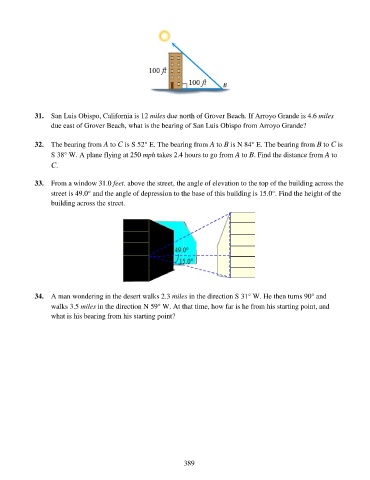 100 ft
100 ft
B
31. San Luis Obispo, California is 12 miles due north of Grover Beach. If Arroyo Grande is 4.6 miles
due east of Grover Beach, what is the bearing of San Luis Obispo from Arroyo Grande?
32. The bearing from A to C is S 52° E. The bearing from A to B is N 84° E. The bearing from B to C is
S 38° W. A plane flying at 250 mph takes 2.4 hours to go from A to B. Find the distance from A to
C.
33. From a window 31.0 feet. above the street, the angle of elevation to the top of the building across the
street is 49.0° and the angle of depression to the base of this building is 15.0°. Find the height of the
building across the street.
49.0°
15.0°
34. A man wondering in the desert walks 2.3 miles in the direction S 31° W. He then turns 90° and
walks 3.5 miles in the direction N 59° W. At that time, how far is he from his starting point, and
what is his bearing from his starting point?
389